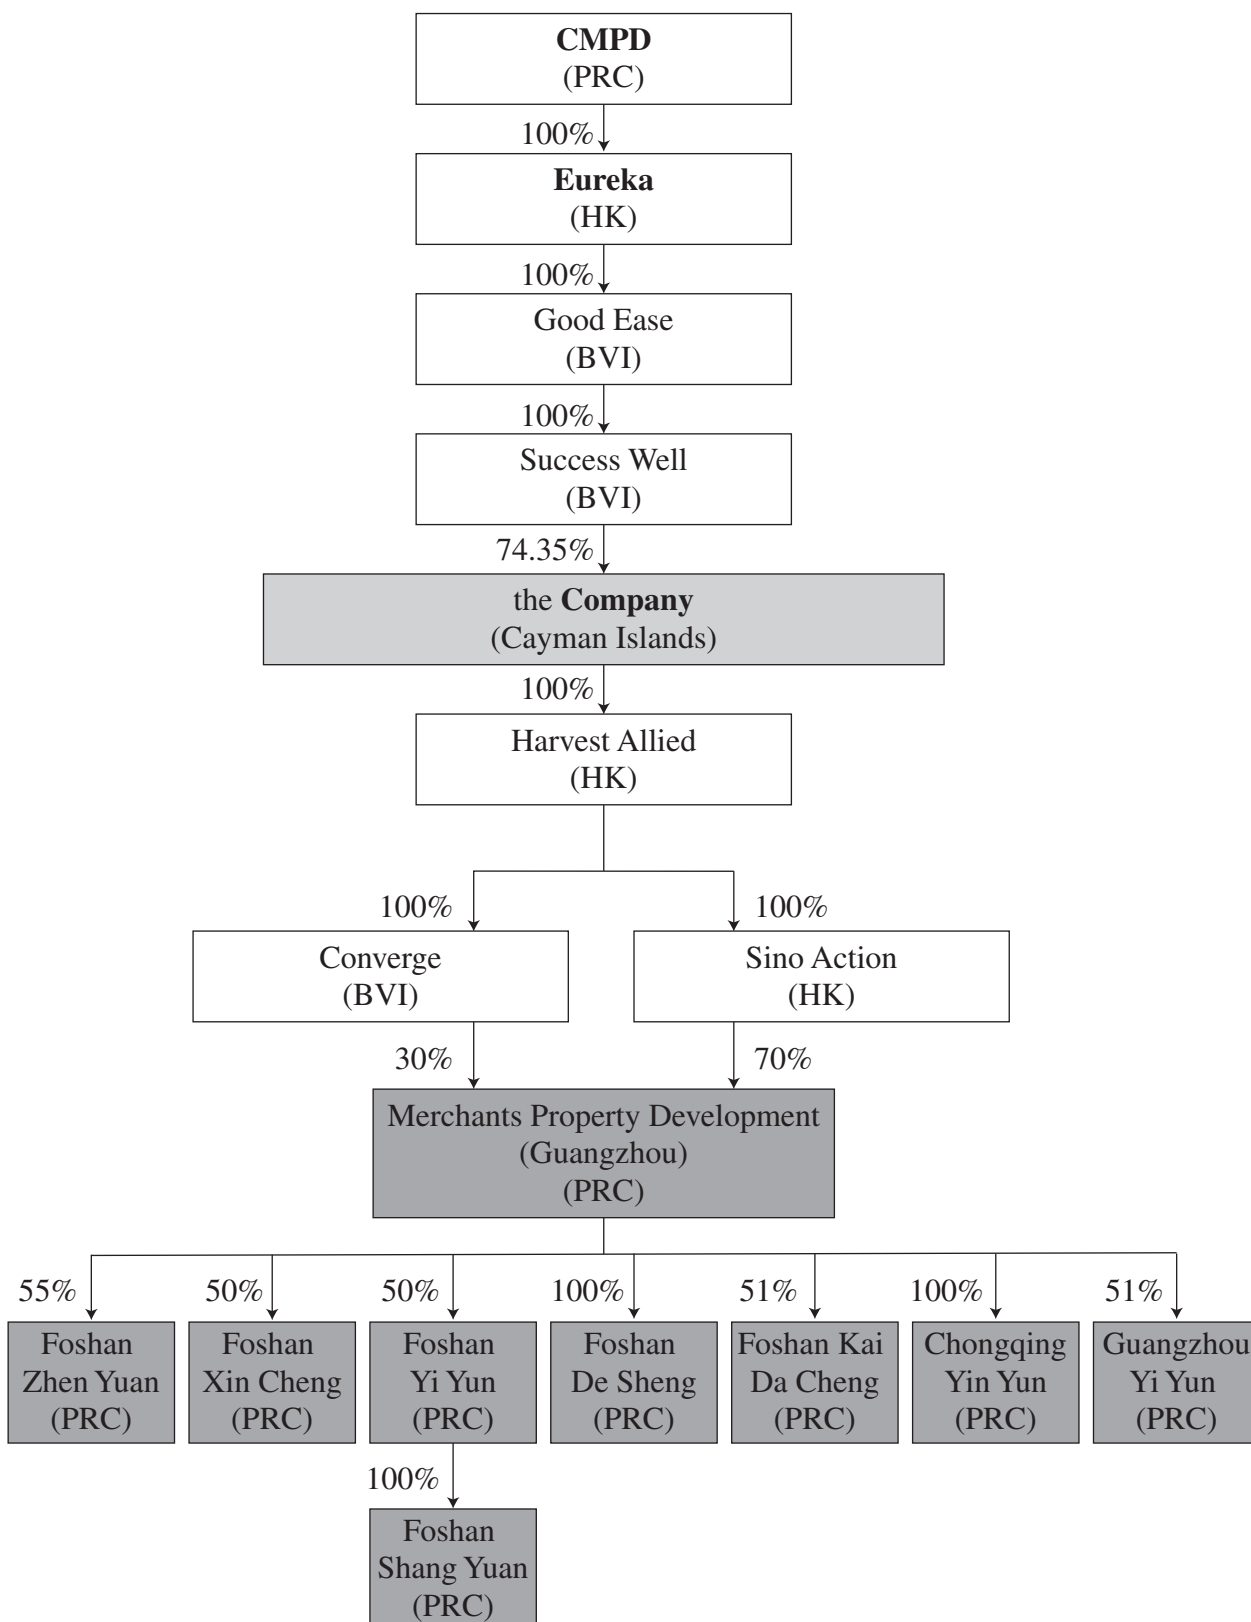 CMPD
(PRC)
100%
Eureka
(HK)
100%
Good Ease
(BVI)
100%
Success Well
(BVI)
74.35%
the Company
(Cayman Islands)
100%
Harvest Allied
(HK)
100%
100%
Converge
(BVI)
Sino Action
(HK)
30%
70%
Merchants Property Development
(Guangzhou)
(PRC)
55%
50%
50%
100%
51%
100%
51%
Foshan
Zhen Yuan
(PRC)
Foshan
Xin Cheng
(PRC)
Foshan
Yi Yun
(PRC)
Foshan
De Sheng
(PRC)
Foshan Kai
Da Cheng
(PRC)
Chongqing
Yin Yun
(PRC)
Guangzhou
Yi Yun
(PRC)
100%
Foshan
Shang Yuan
(PRC)